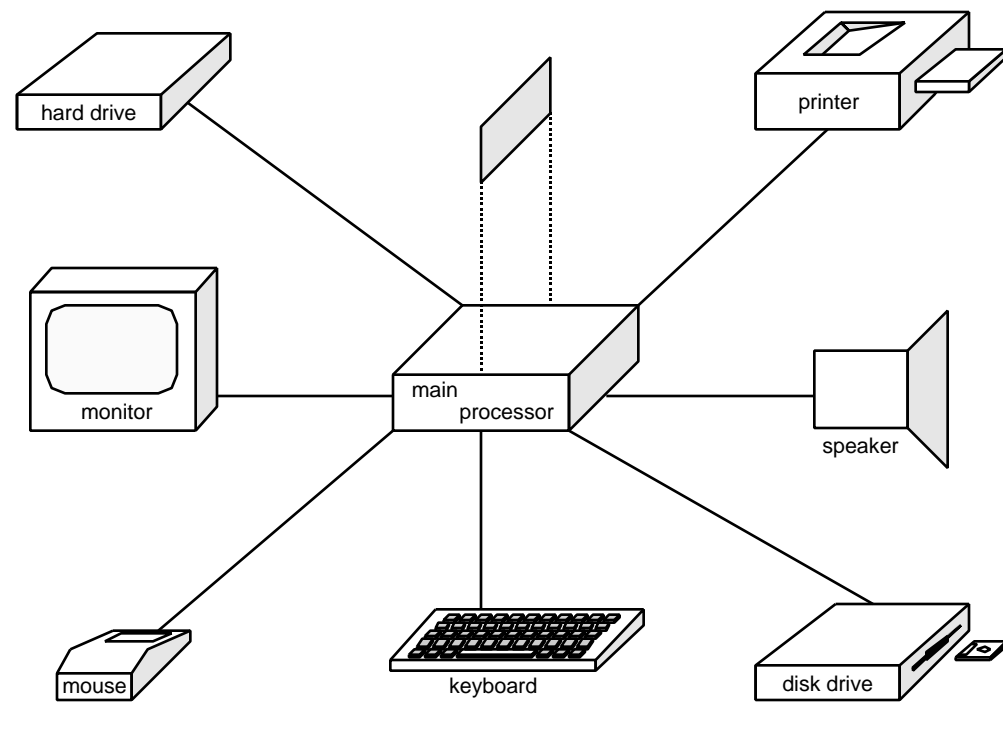 hard drive
printer
main
processor
monitor
speaker
mouse
keyboard
disk drive